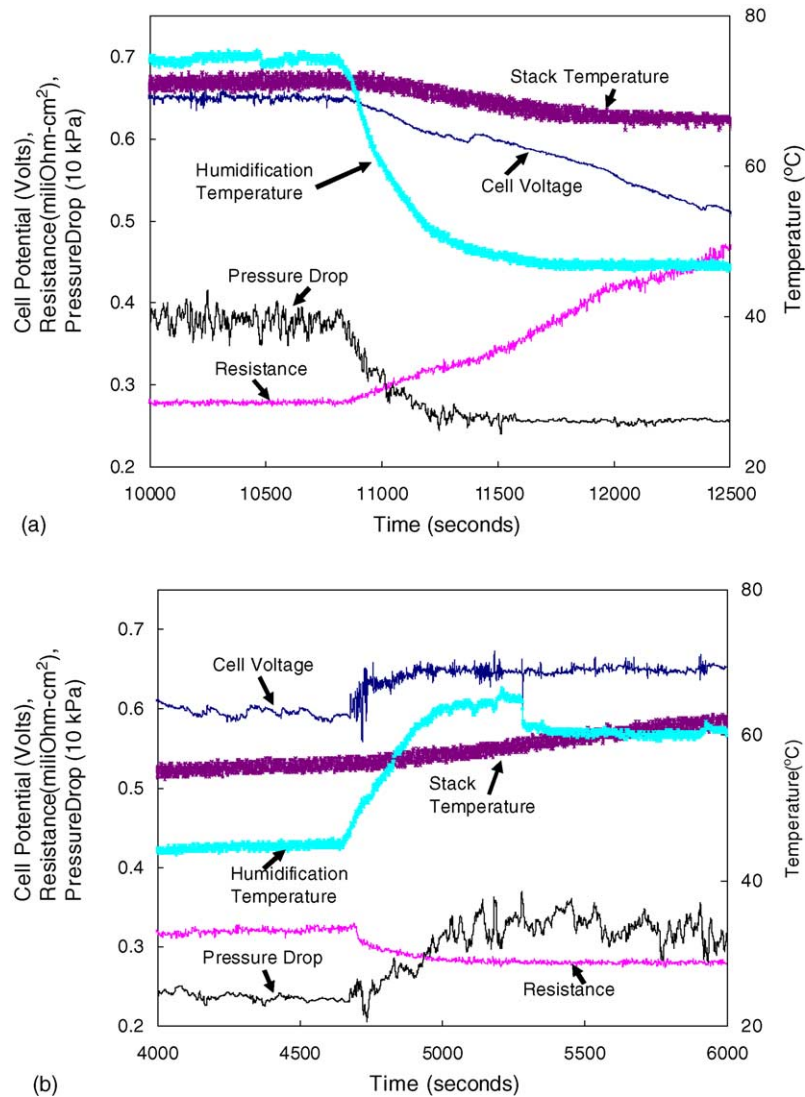 Cell Potential (Volts),
Resistance(miliOhm-cm²),
PressureDrop (10 kPa)
0.7
0.6
0.5
0.4
0.3
0.2
80
60
40
20
Temperature (ºC)
Stack Temperature
Humidification
Temperature
Cell Voltage
Pressure Drop
Resistance
10000
10500
11000
11500
12000
12500
Time (seconds)
(a)
Cell Potential (Volts),
Resistance(miliOhm-cm²),
PressureDrop (10 kPa)
0.7
0.6
0.5
0.4
0.3
0.2
80
60
40
20
Temperature(ºC)
Cell Voltage
Stack
Temperature
Humidification
Temperature
Pressure Drop
Resistance
4000
4500
5000
5500
6000
Time (seconds)
(b)